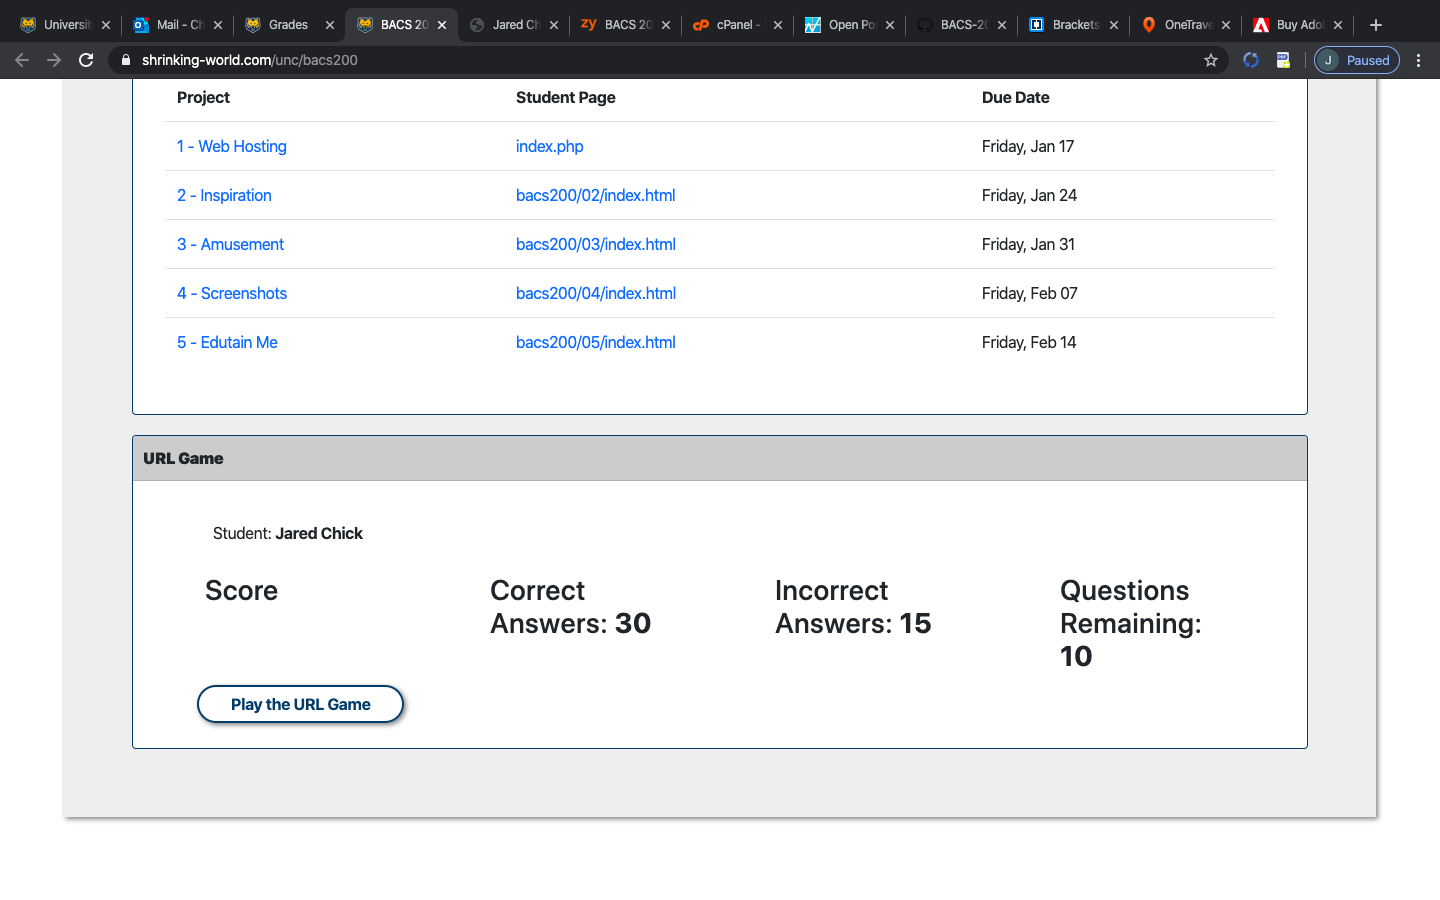 Universit
Mail - Ch
Grades
BACS 20
Jared Ch
zy BACS 20
cP cPanel -
Open Po
BACS-20
Brackets
OneTrave
Buy Adol
shrinking-world.com/unc/bacs200
J Paused
Project Student Page Due Date
1 - Web Hosting index.php Friday, Jan 17
2 - Inspiration bacs200/02/index.html Friday, Jan 24
3 - Amusement bacs200/03/index.html Friday, Jan 31
4 - Screenshots bacs200/04/index.html Friday, Feb 07
5 - Edutain Me bacs200/05/index.html Friday, Feb 14
URL Game
Student: Jared Chick
Score
Correct
Answers: 30
Incorrect
Answers: 15
Questions
Remaining:
10
Play the URL Game